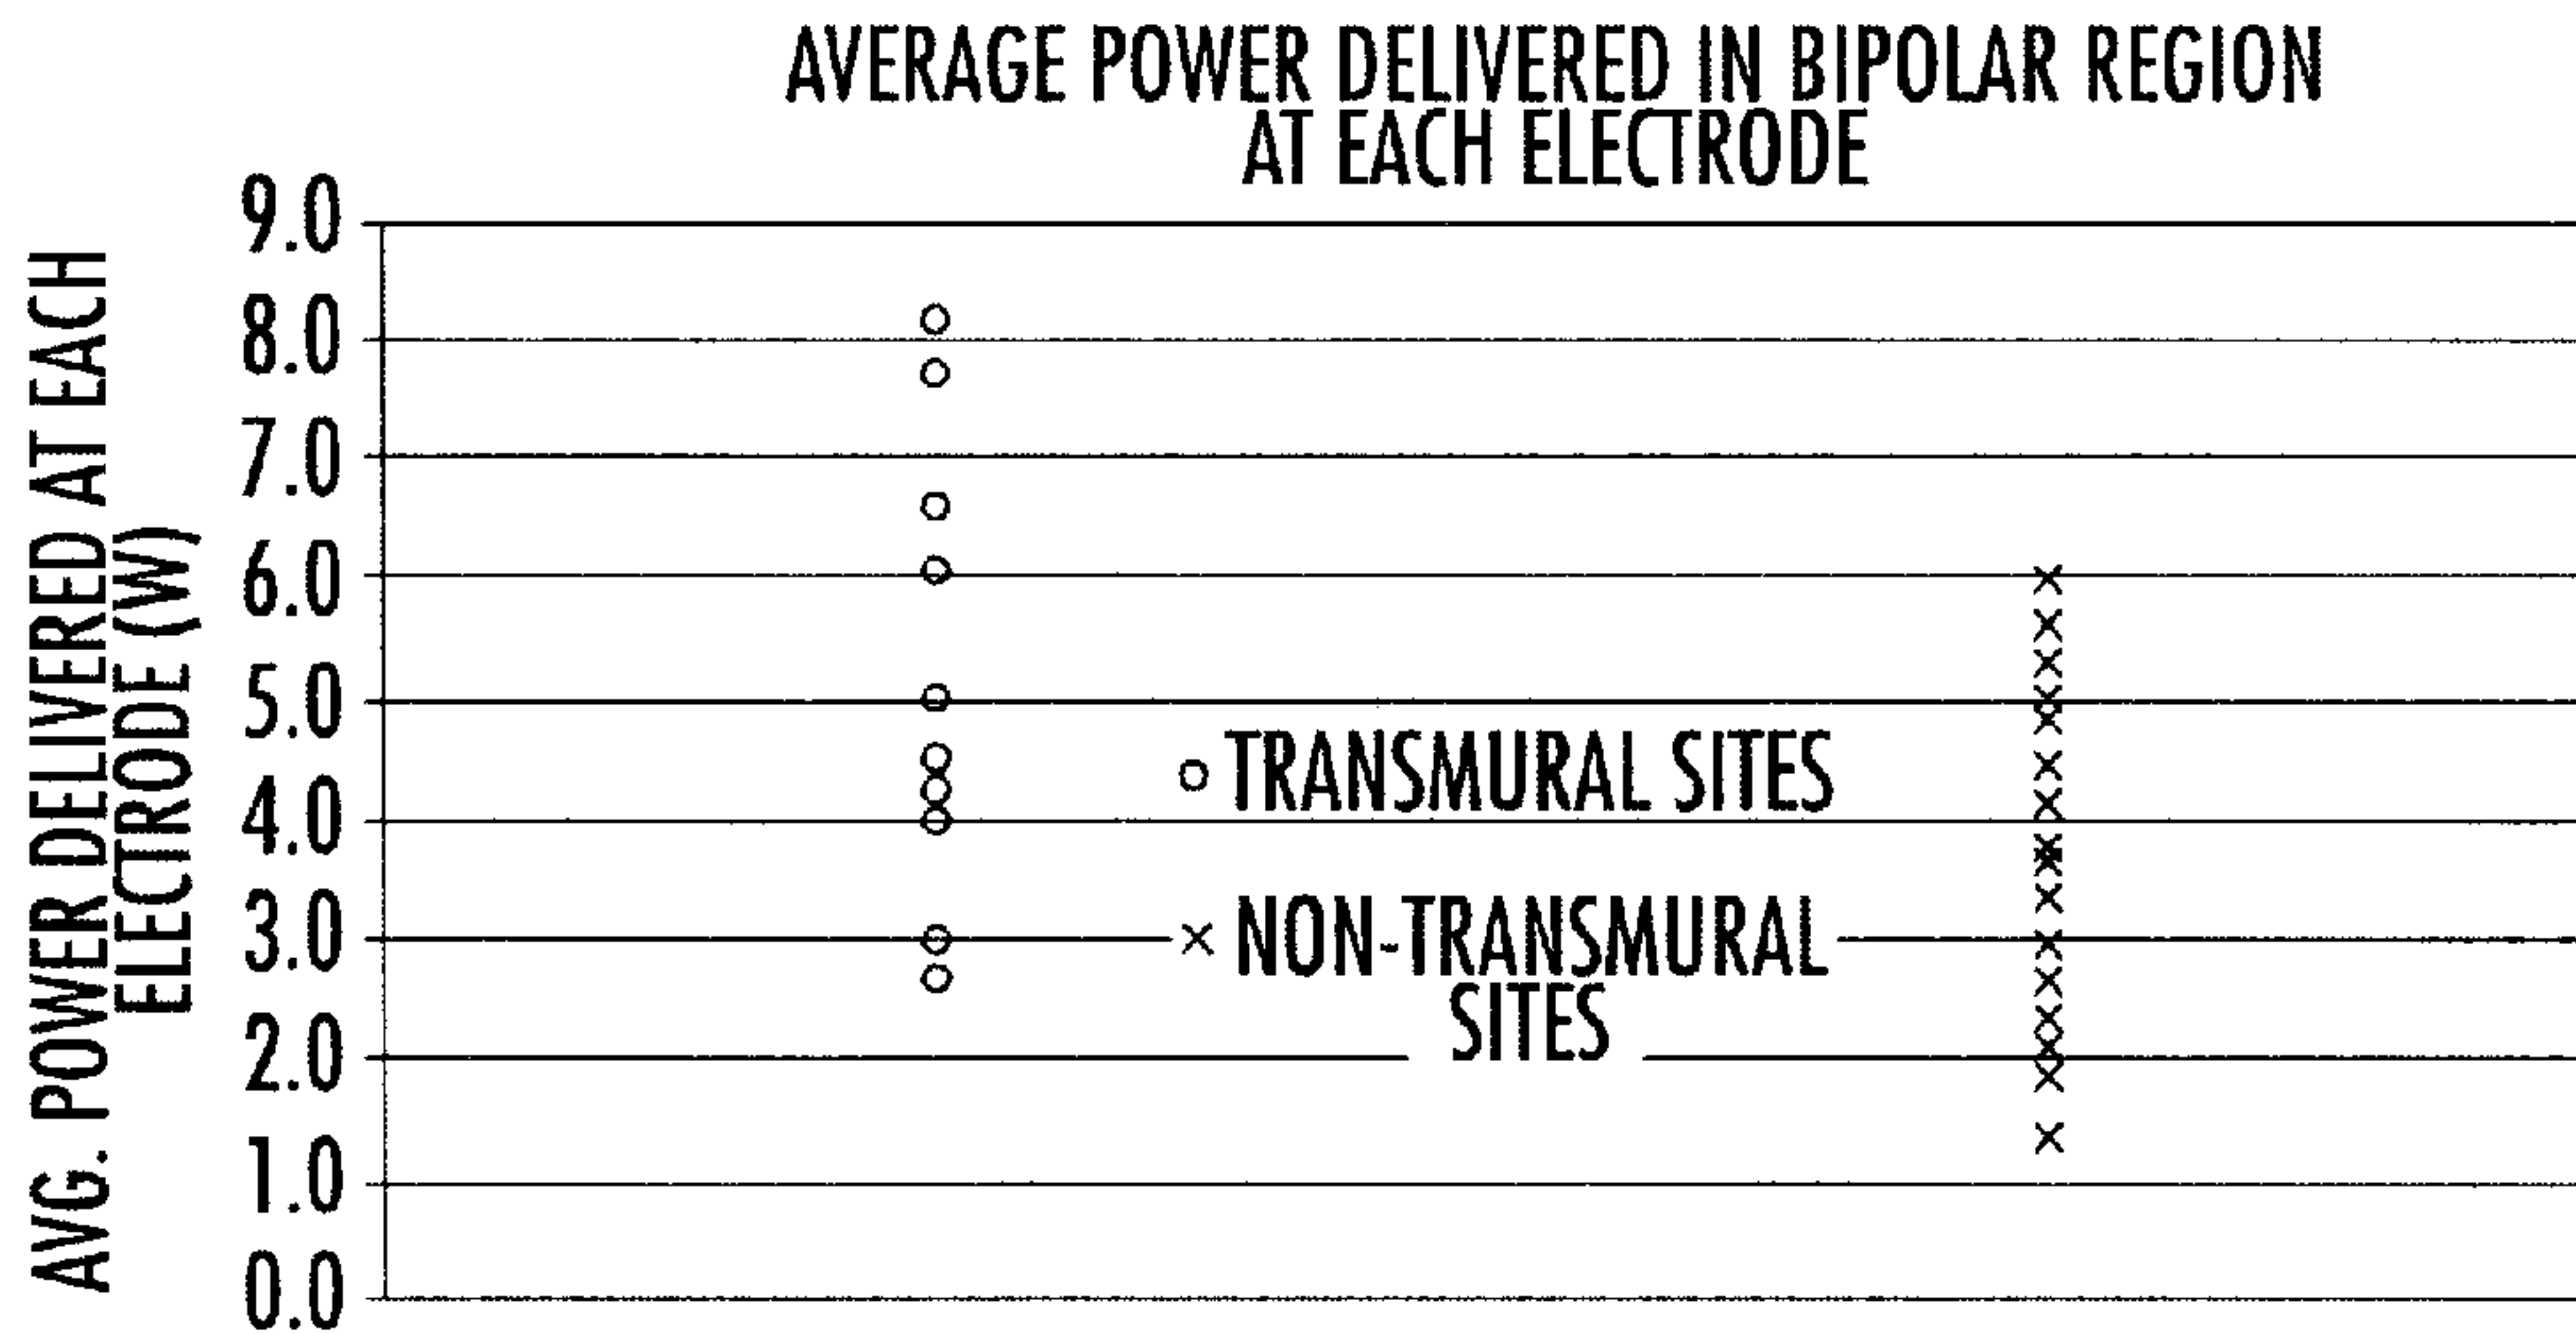 AVERAGE POWER DELIVERED IN BIPOLAR REGION
AT EACH ELECTRODE
AVG. POWER DELIVERED AT EACH
ELECTRODE (W)
9.0
8.0
7.0
6.0
5.0
4.0
3.0
2.0
1.0
0.0
TRANSMURAL SITES
NON-TRANSMURAL
SITES